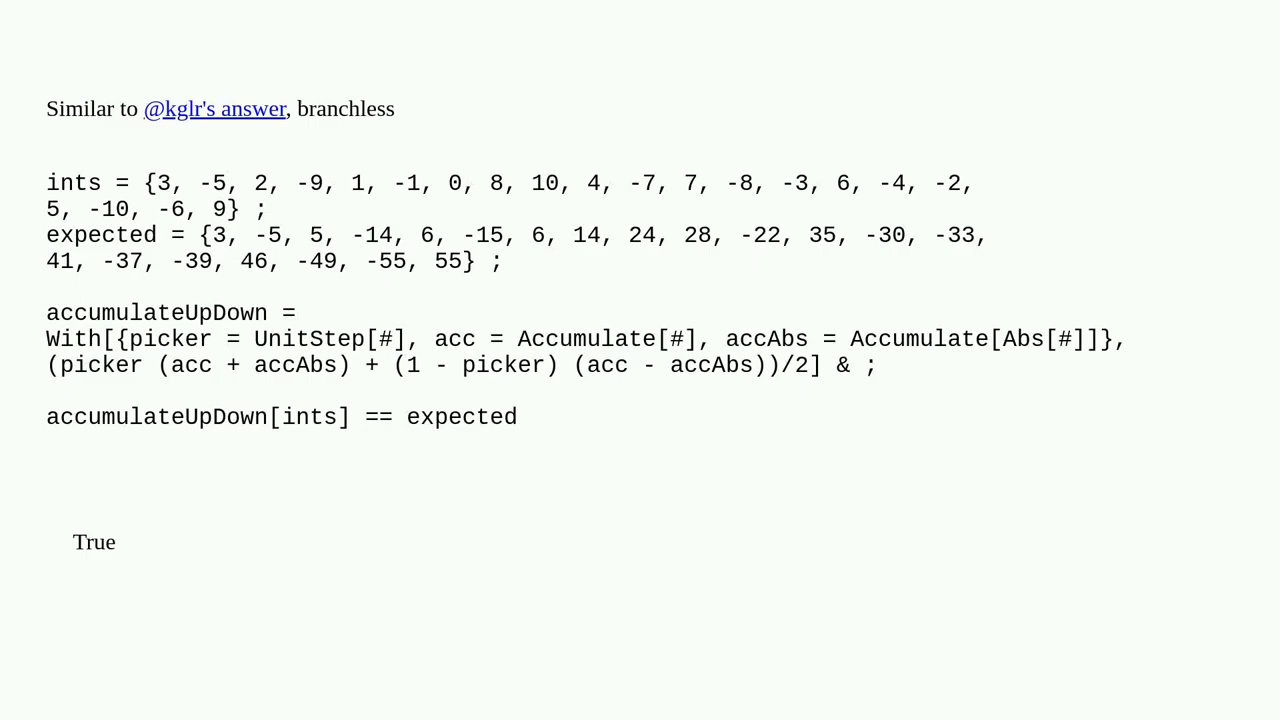 Similar to @kglr's answer, branchless
ints = {3, -5, 2, -9, 1, -1, 0, 8, 10, 4, -7, 7, -8, -3, 6, -4, -2,
5, -10, -6, 9} ;
expected = {3, -5, 5, -14, 6, -15, 6, 14, 24, 28, -22, 35, -30, -33,
41, -37, -39, 46, -49, -55, 55} ;
accumulateUpDown =
With[{picker = UnitStep[#], acc = Accumulate[#], accAbs = Accumulate[Abs[#]]},
(picker (acc + accAbs) + (1 - picker) (acc - accAbs))/2] & ;
accumulateUpDown[ints] == expected
True